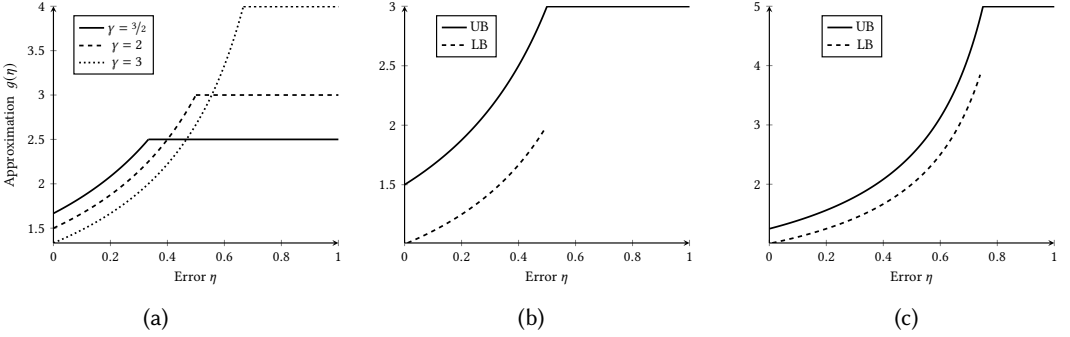 4
3.5
3
2.5
2
1.5
Approximation g(η)
γ = 3/2
γ = 2
γ = 3
0 0.2 0.4 0.6 0.8 1
Error η
(a)
3
2.5
2
1.5
UB
LB
0 0.2 0.4 0.6 0.8 1
Error η
(b)
5
4
3
2
UB
LB
0 0.2 0.4 0.6 0.8 1
Error η
(c)